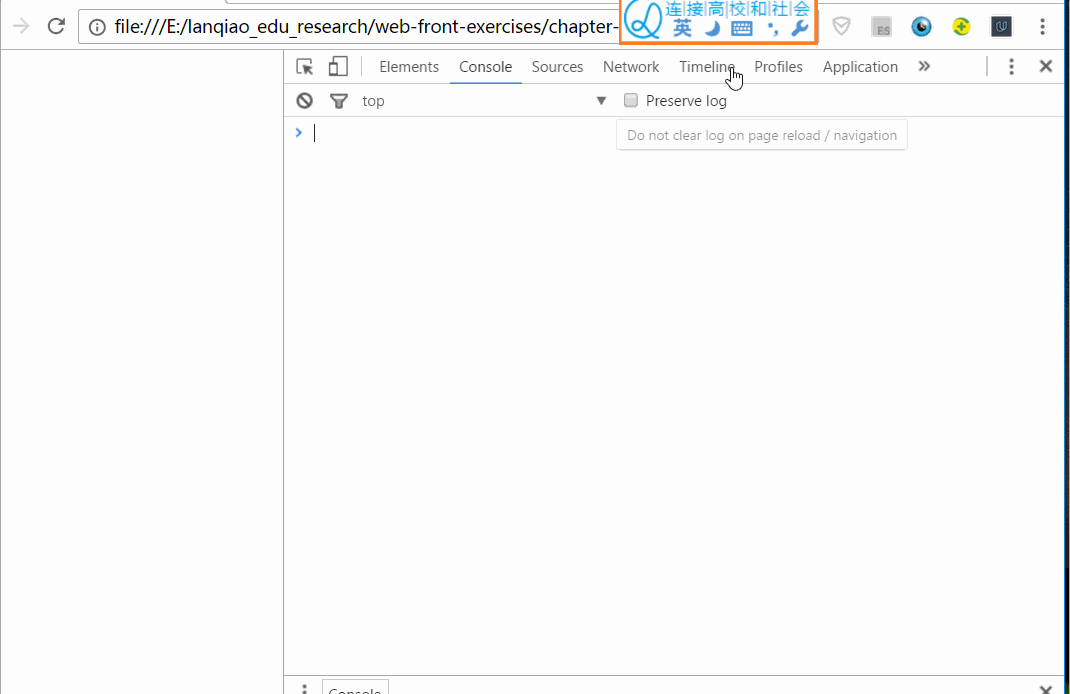 连|接|高|校|和|社|会
file:///E:/lanqiao_edu_research/web-front-exercises/chapter-
英
ES
Elements Console Sources Network Timeline Profiles Application »
top ▼ Preserve log
Do not clear log on page reload / navigation
Console